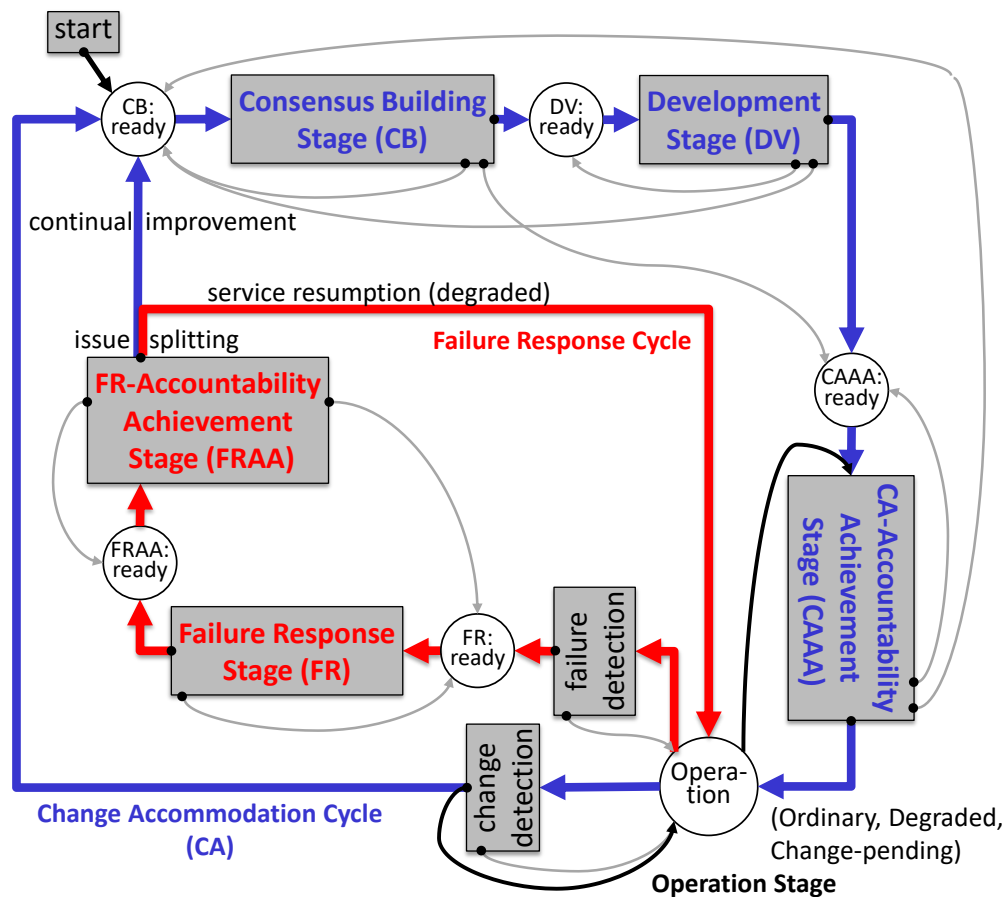 start
CB:
ready
Consensus Building
Stage (CB)
DV:
ready
Development
Stage (DV)
continual improvement
service resumption (degraded)
issue splitting
Failure Response Cycle
FR-Accountability
Achievement
Stage (FRAA)
CAAA:
ready
CA-Accountability
Achievement
Stage (CAAA)
FRAA:
ready
Failure Response
Stage (FR)
FR:
ready
failure
detection
change
detection
Opera-
tion
Change Accommodation Cycle
(CA)
(Ordinary, Degraded,
Change-pending)
Operation Stage